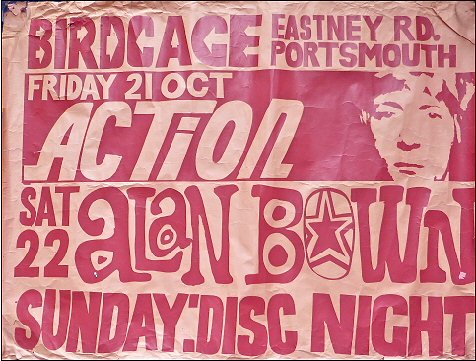 BIRDCAGE EASTNEY RD. PORTSMOUTH
FRIDAY 21 OCT
ACTION
SAT 22 ALAN BOWN
SUNDAY: DISC NIGHT